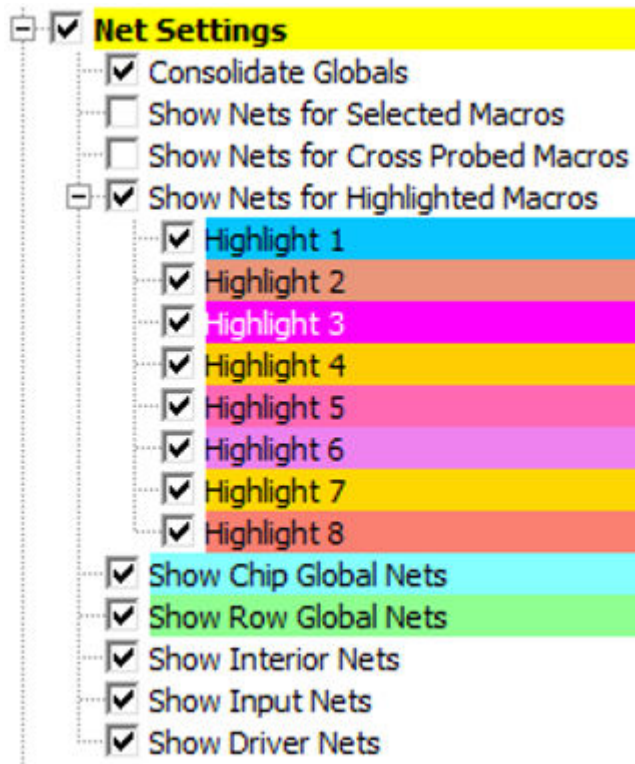 Net Settings
Consolidate Globals
Show Nets for Selected Macros
Show Nets for Cross Probed Macros
Show Nets for Highlighted Macros
Highlight 1
Highlight 2
Highlight 3
Highlight 4
Highlight 5
Highlight 6
Highlight 7
Highlight 8
Show Chip Global Nets
Show Row Global Nets
Show Interior Nets
Show Input Nets
Show Driver Nets